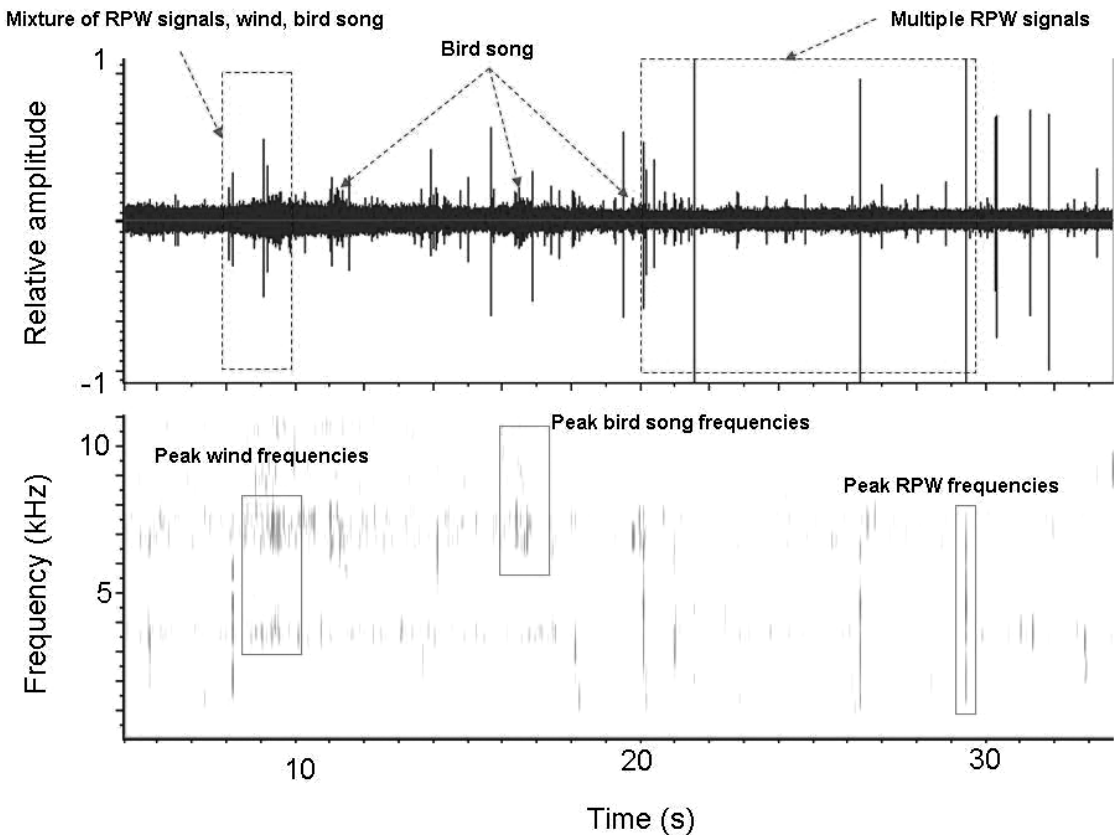 Mixture of RPW signals, wind, bird song
Bird song
Multiple RPW signals
1
Relative amplitude
-1
Peak bird song frequencies
Peak wind frequencies
Peak RPW frequencies
10
5
Frequency (kHz)
10
20
30
Time (s)